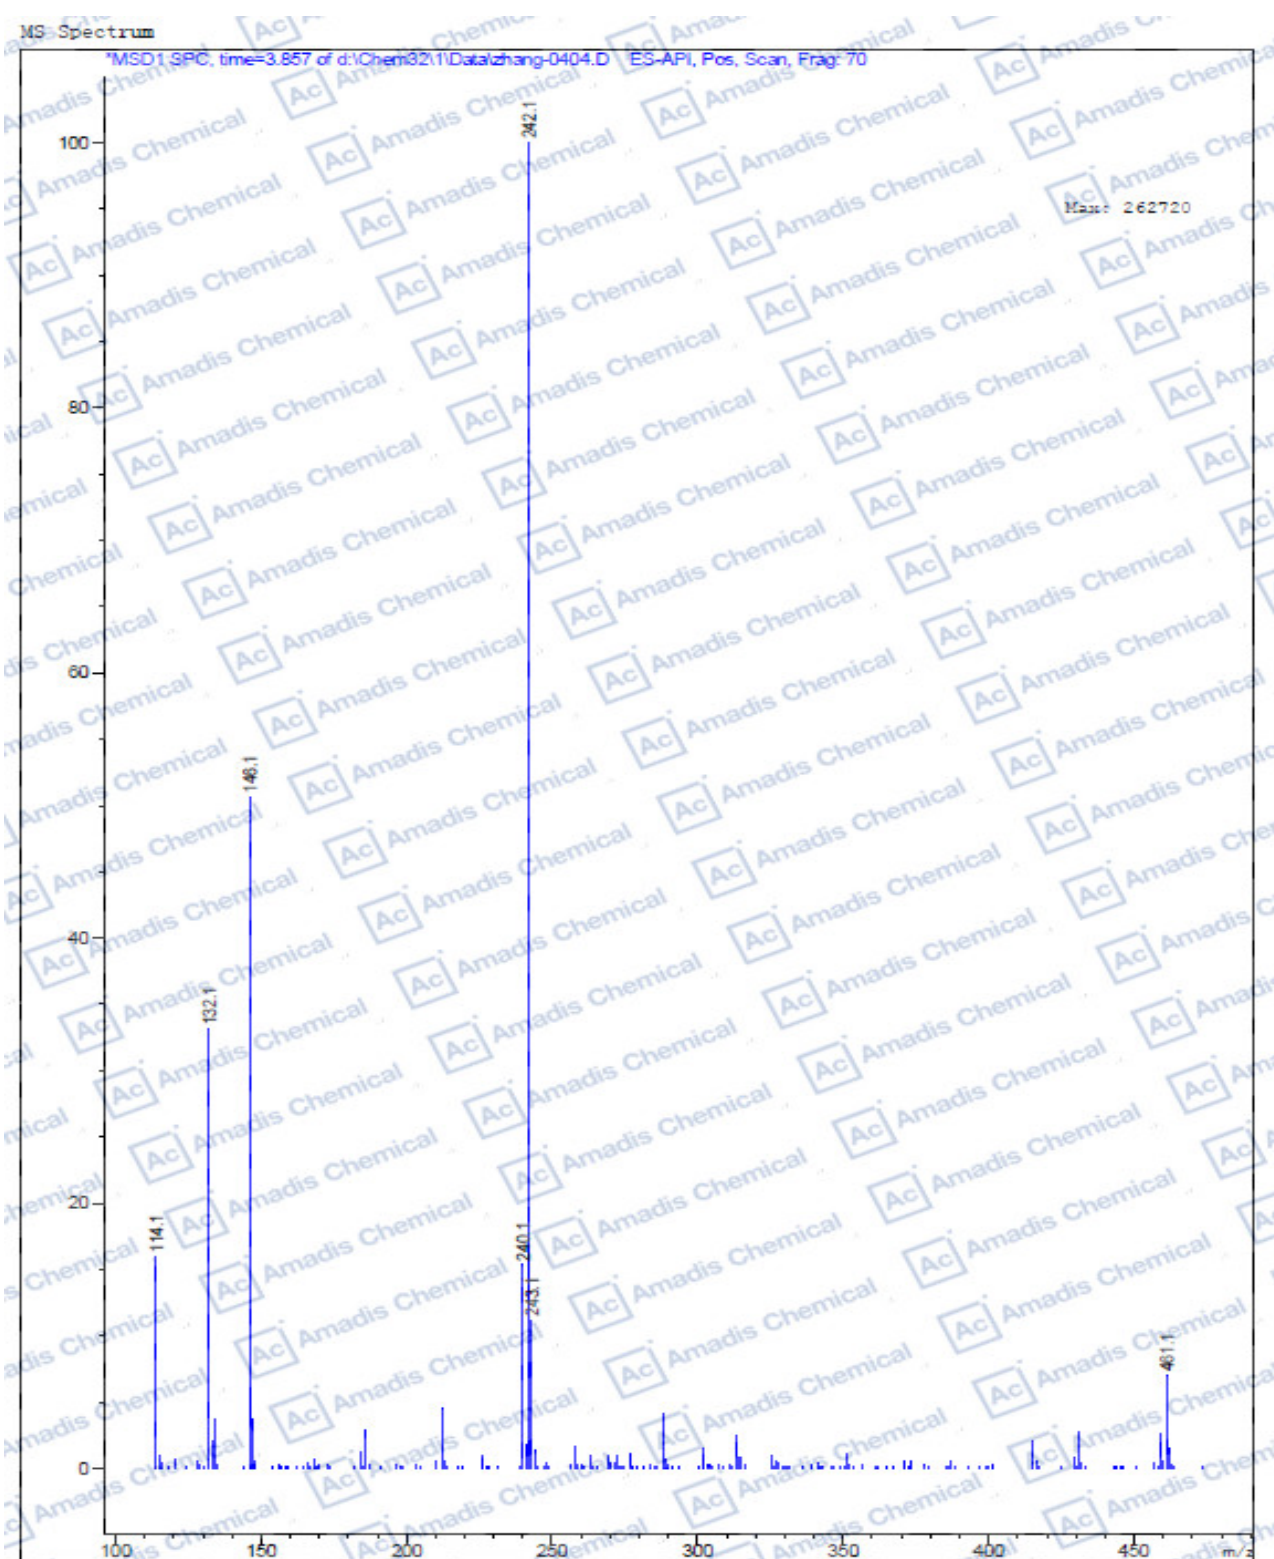 MS Spectrum
*MSD1 SPC, time=3.857 of d:\Chem32\1\Data\zhang-0404.D ES-API, Pos, Scan, Frag: 70
242.1
100
Max: 262720
80
60
146.1
40
132.1
20
114.1
240.1
243.1
461.1
0
100 150 200 250 300 350 400 450 m/z
Ac Amadis Chemical